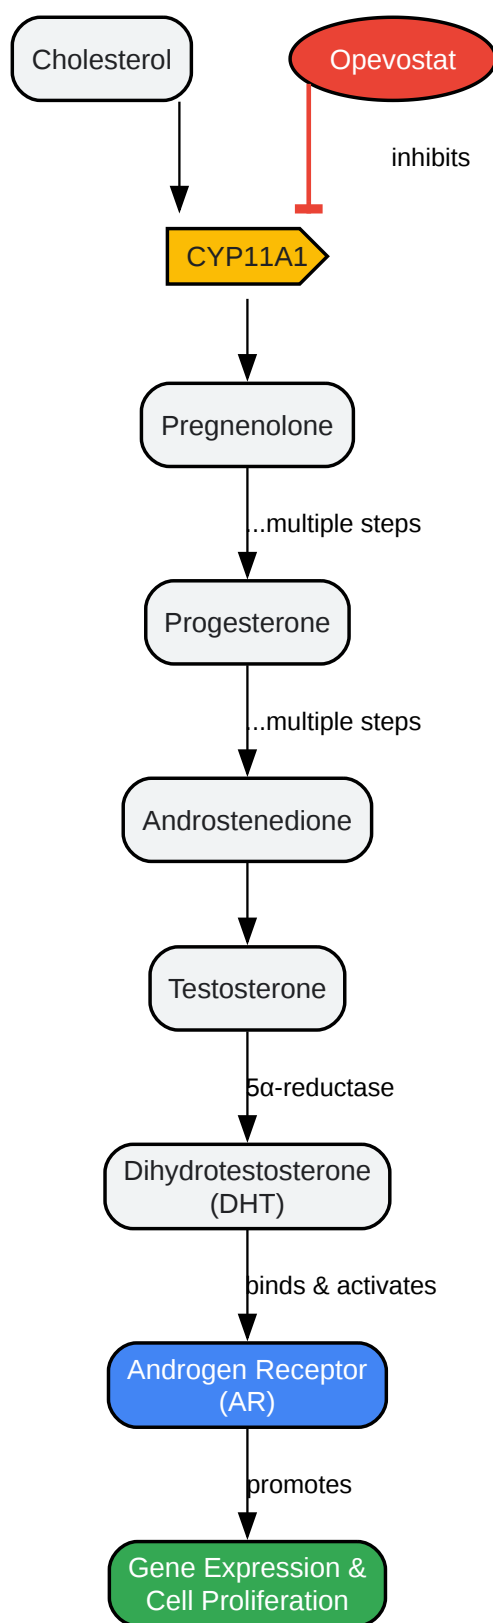 Cholesterol
Opevostat
inhibits
CYP11A1
Pregnenolone
...multiple steps
Progesterone
...multiple steps
Androstenedione
Testosterone
5α-reductase
Dihydrotestosterone
(DHT)
binds & activates
Androgen Receptor
(AR)
promotes
Gene Expression &
Cell Proliferation